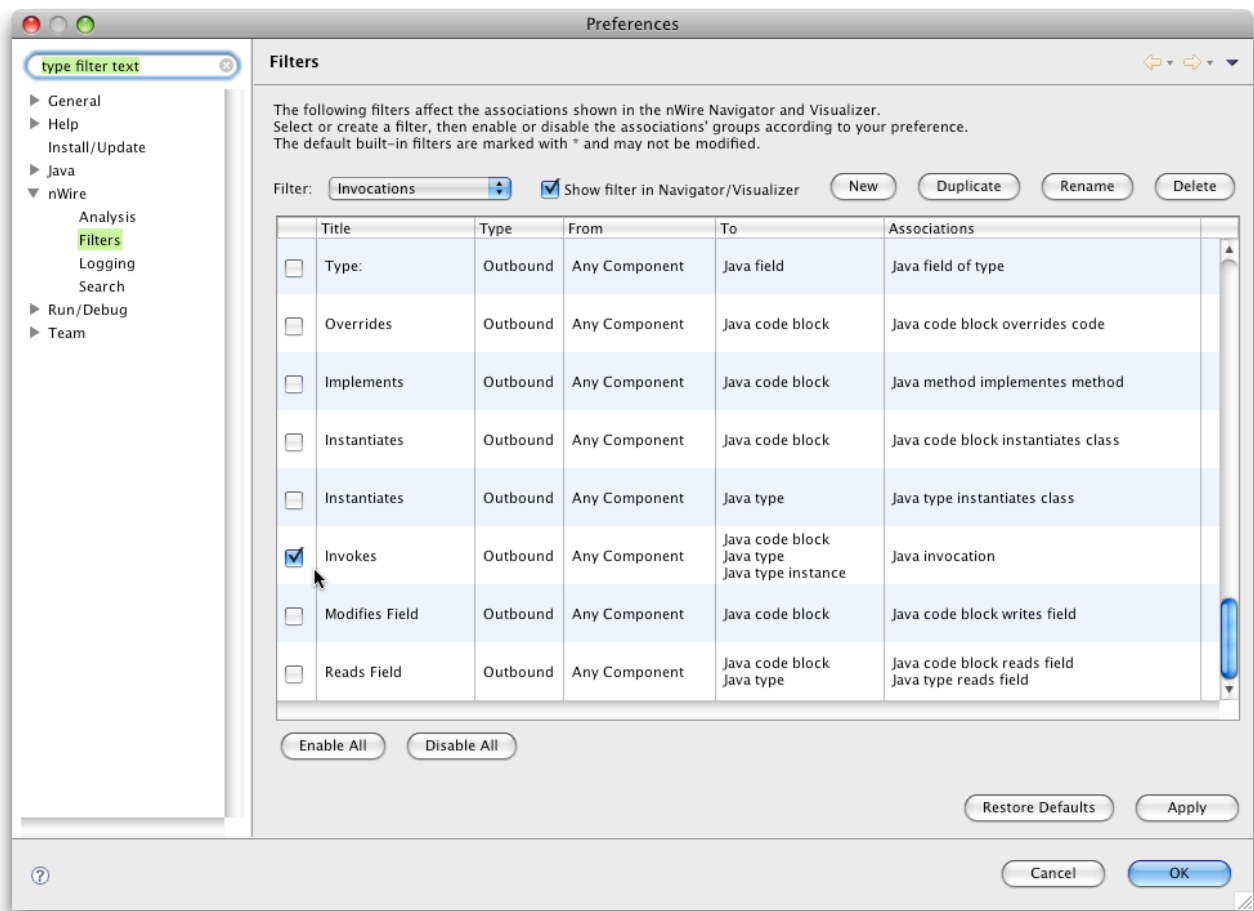 Preferences
type filter text
General
Help
Install/Update
Java
nWire
Analysis
Filters
Logging
Search
Run/Debug
Team
Filters
The following filters affect the associations shown in the nWire Navigator and Visualizer.
Select or create a filter, then enable or disable the associations' groups according to your preference.
The default built-in filters are marked with * and may not be modified.
Filter: Invocations Show filter in Navigator/Visualizer New Duplicate Rename Delete
Title Type From To Associations
Type: Outbound Any Component Java field Java field of type
Overrides Outbound Any Component Java code block Java code block overrides code
Implements Outbound Any Component Java code block Java method implementes method
Instantiates Outbound Any Component Java code block Java code block instantiates class
Instantiates Outbound Any Component Java type Java type instantiates class
Java code block
Invokes Outbound Any Component Java type Java invocation
Java type instance
Modifies Field Outbound Any Component Java code block Java code block writes field
Reads Field Outbound Any Component Java code block Java code block reads field
Java type Java type reads field
Enable All Disable All
Restore Defaults Apply
? Cancel OK